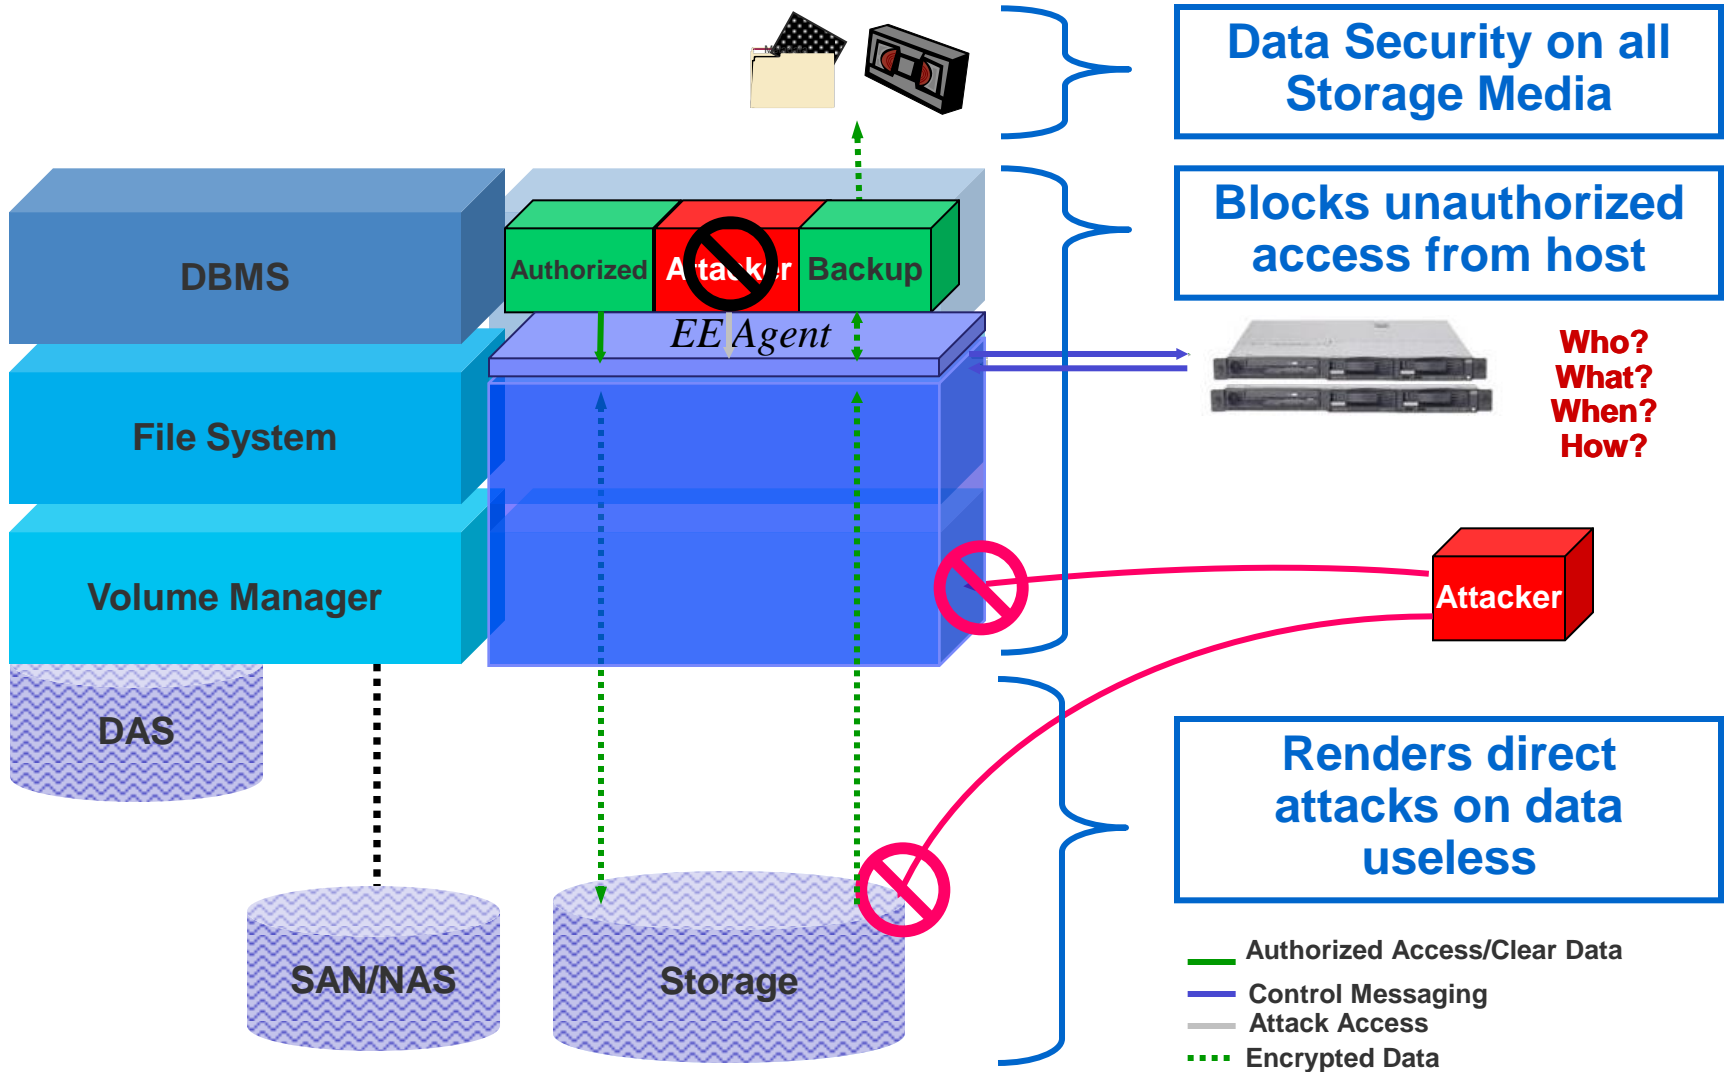 Data Security on all
Storage Media
Blocks unauthorized
access from host
DBMS
Authorized
Attacker
Backup
EE Agent
Who?
What?
When?
How?
File System
Volume Manager
Attacker
DAS
Renders direct
attacks on data
useless
SAN/NAS
Storage
Authorized Access/Clear Data
Control Messaging
Attack Access
Encrypted Data